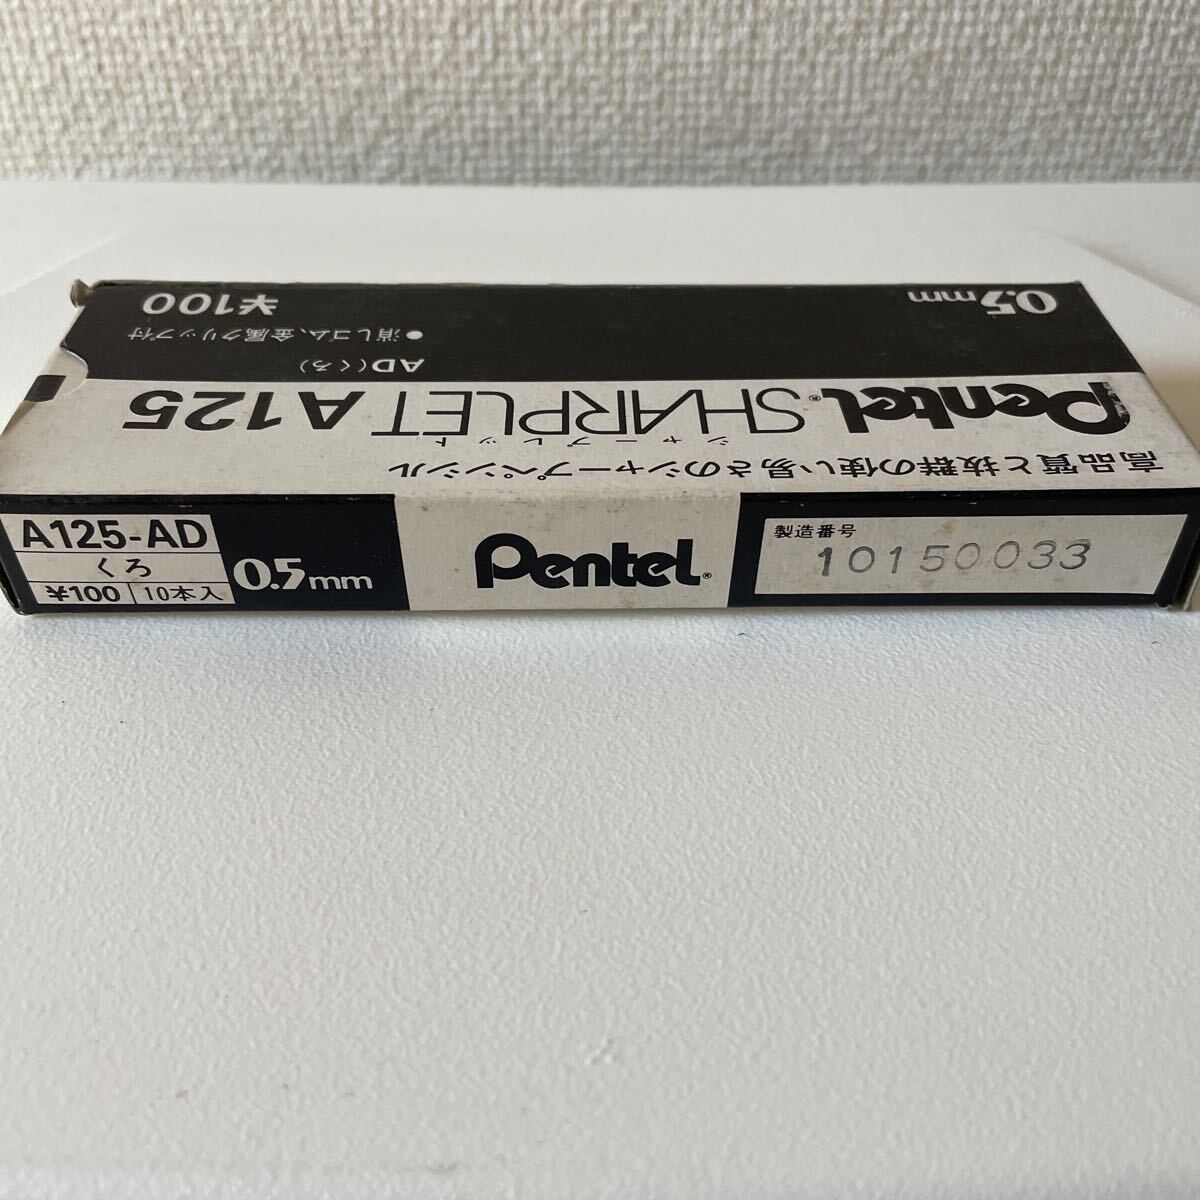 高品質と抜群の使い易さのシャープペンシル
シャープレット
Pentel® SHARPLET A125
AD(くろ)
●消しゴム、金属クリップ付
0.5mm
¥100
A125-AD
くろ
¥100 10本入
0.5mm
Pentel®
製造番号
10150033